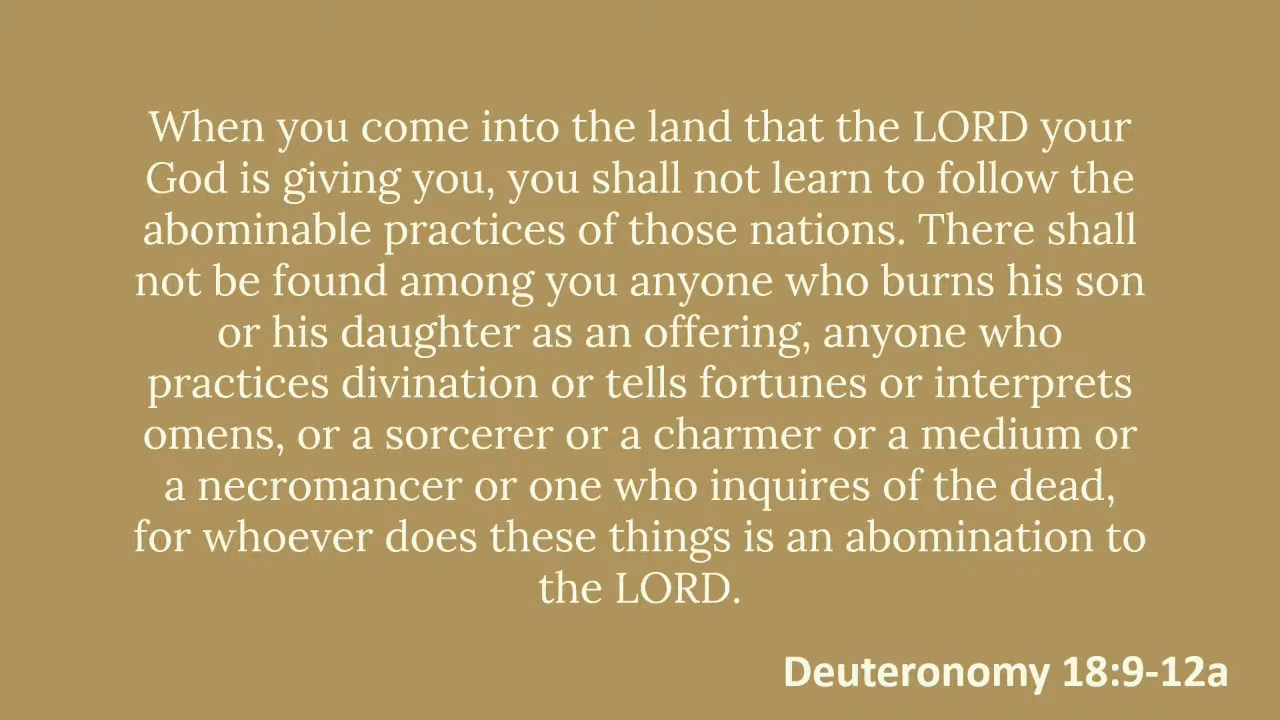 When you come into the land that the LORD your
God is giving you, you shall not learn to follow the
abominable practices of those nations. There shall
not be found among you anyone who burns his son
or his daughter as an offering, anyone who
practices divination or tells fortunes or interprets
omens, or a sorcerer or a charmer or a medium or
a necromancer or one who inquires of the dead,
for whoever does these things is an abomination to
the LORD.
Deuteronomy 18:9-12a